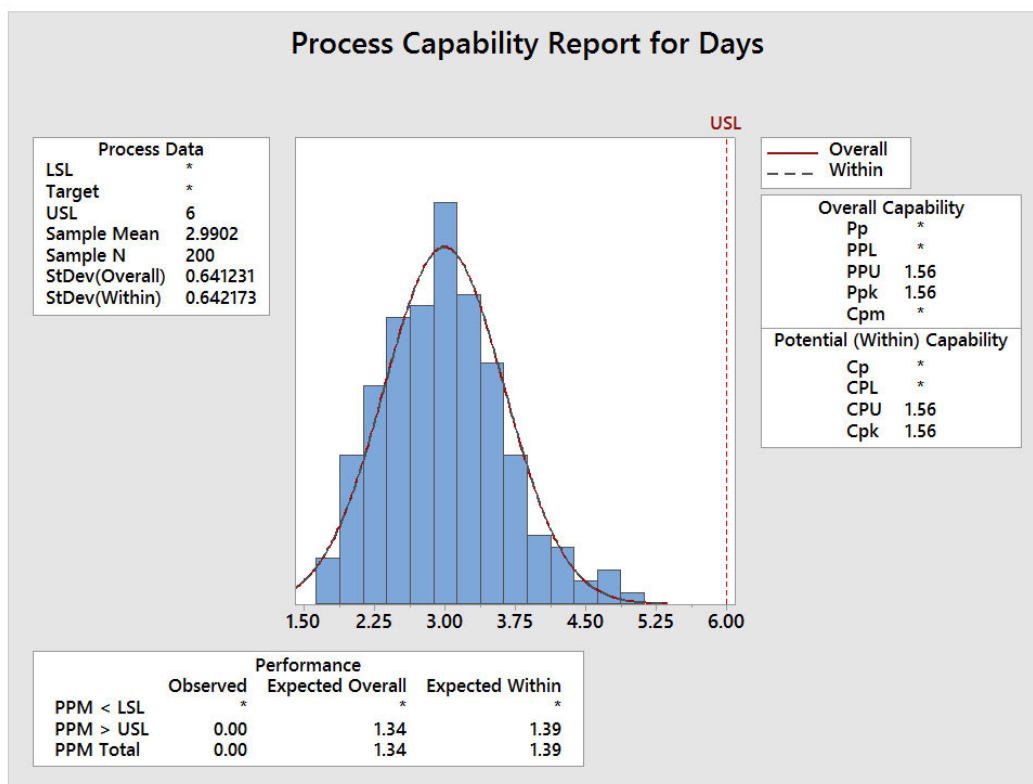 Process Capability Report for Days
USL
Process Data
LSL *
Target *
USL 6
Sample Mean 2.9902
Sample N 200
StDev(Overall) 0.641231
StDev(Within) 0.642173
Overall
Within
Overall Capability
Pp *
PPL *
PPU 1.56
Ppk 1.56
Cpm *
Potential (Within) Capability
Cp *
CPL *
CPU 1.56
Cpk 1.56
1.50 2.25 3.00 3.75 4.50 5.25 6.00
Performance
Observed Expected Overall Expected Within
PPM < LSL * * *
PPM > USL 0.00 1.34 1.39
PPM Total 0.00 1.34 1.39